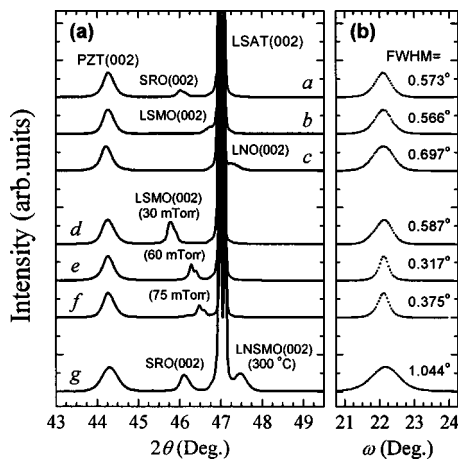 (a)
(b)
PZT(002)
LSAT(002)
FWHM=
SRO(002)
a
0.573°
LSMO(002)
b
0.566°
LNO(002)
c
0.697°
LSMO(002)
(30 mTorr)
d
0.587°
(60 mTorr)
e
0.317°
(75 mTorr)
f
0.375°
SRO(002)
LNSMO(002)
(300 °C)
g
1.044°
Intensity (arb.units)
43 44 45 46 47 48 49
21 22 23 24
2θ (Deg.)
ω (Deg.)